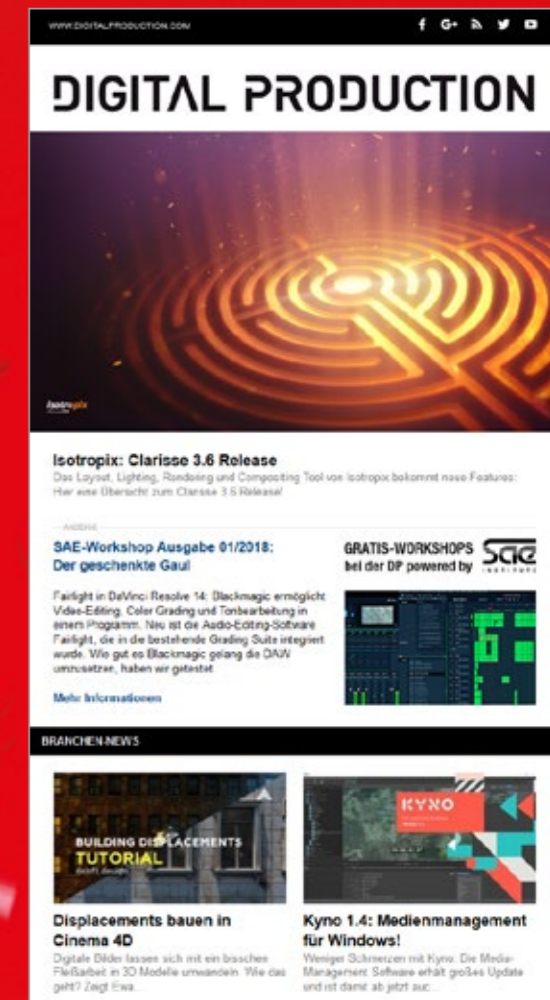 WWW.DIGITALPRODUCTION.COM
DIGITAL PRODUCTION
Isotropix
Isotropix: Clarisse 3.6 Release
Das Layout, Lighting, Rendering und Compositing Tool von Isotropix bekommt neue Features:
Hier eine Übersicht zum Clarisse 3.6 Release!
ANZEIGE
SAE-Workshop Ausgabe 01/2018:
Der geschenkte Gaul
GRATIS-WORKSHOPS
bei der DP powered by
SAE
INSTITUTE
Fairlight in DaVinci Resolve 14: Blackmagic ermöglicht
Video-Editing, Color Grading und Tonbearbeitung in
einem Programm. Neu ist die Audio-Editing-Software
Fairlight, die in die bestehende Grading Suite integriert
wurde. Wie gut es Blackmagic gelang die DAW
umzusetzen, haben wir getestet.
Mehr Informationen
BRANCHEN-NEWS
BUILDING DISPLACEMENTS
TUTORIAL
KYNO
Displacements bauen in
Cinema 4D
Digitale Bilder lassen sich mit ein bisschen
Fleißarbeit in 3D Modelle umwandeln. Wie das
geht? Zeigt Ewa...
Kyno 1.4: Medienmanagement
für Windows!
Weniger Schmerzen mit Kyno: Die Media-
Management Software erhält großes Update
und ist damit ab jetzt auc...